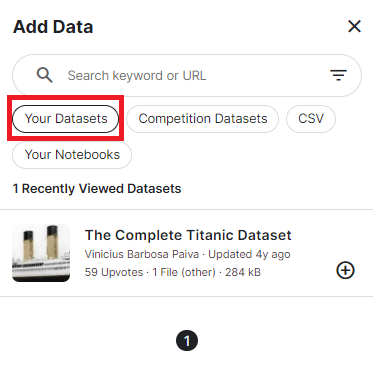 Add Data
Search keyword or URL
Your Datasets Competition Datasets CSV
Your Notebooks
1 Recently Viewed Datasets
The Complete Titanic Dataset
Vinicius Barbosa Paiva · Updated 4y ago
59 Upvotes · 1 File (other) · 284 kB
1